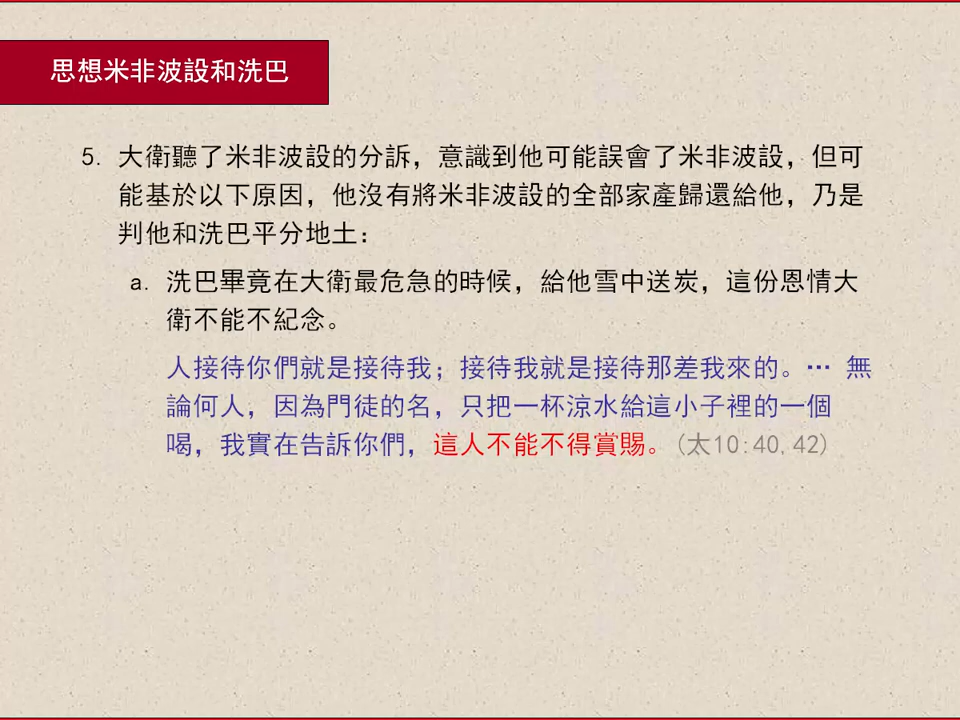 思想米非波設和洗巴
5. 大衛聽了米非波設的分訴，意識到他可能誤會了米非波設，但可
能基於以下原因，他沒有將米非波設的全部家產歸還給他，乃是
判他和洗巴平分地土：
a. 洗巴畢竟在大衛最危急的時候，給他雪中送炭，這份恩情大
衛不能不紀念。
人接待你們就是接待我；接待我就是接待那差我來的。… 無
論何人，因為門徒的名，只把一杯涼水給這小子裡的一個
喝，我實在告訴你們，這人不能不得賞賜。(太10:40,42)